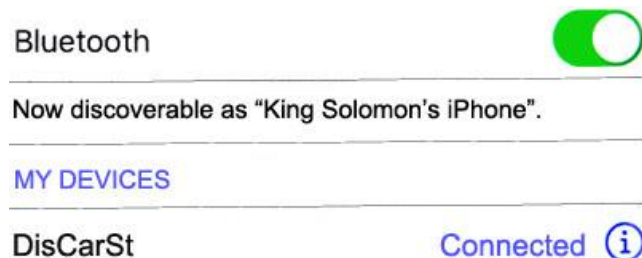 Bluetooth
Now discoverable as “King Solomon’s iPhone”.
MY DEVICES
DisCarSt Connected i